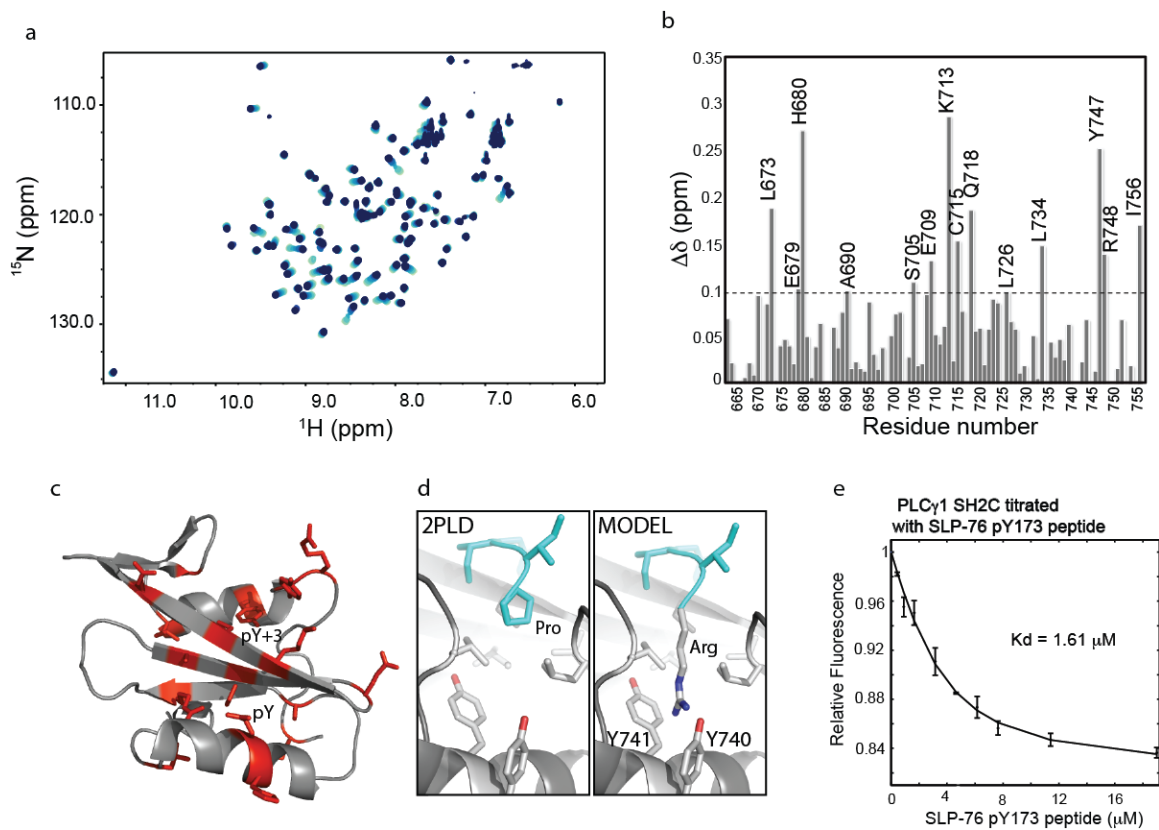 a
110.0
120.0
130.0
¹⁵N (ppm)
11.0 10.0 9.0 8.0 7.0 6.0
¹H (ppm)
b
0.35
0.3
0.25
0.2
0.15
0.1
0.05
0
Δδ (ppm)
L673
E679
H680
A690
S705
E709
K713
C715
Q718
L726
L734
Y747
R748
I756
665 670 675 680 685 690 695 700 705 710 715 720 725 730 735 740 745 750 755
Residue number
c
pY+3
pY
d
2PLD
Pro
MODEL
Arg
Y741
Y740
e
PLCγ1 SH2C titrated
with SLP-76 pY173 peptide
1
0.96
0.92
0.88
0.84
Relative Fluorescence
Kd = 1.61 μM
0 4 8 12 16
SLP-76 pY173 peptide (μM)